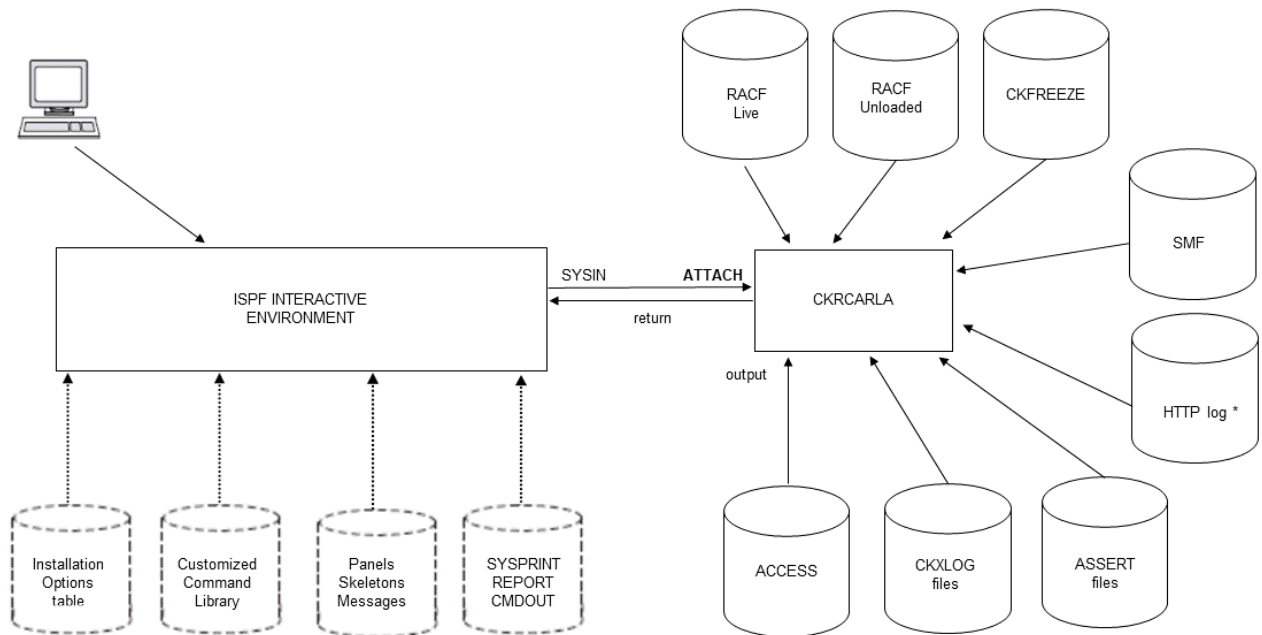 RACF
Live
RACF
Unloaded
CKFREEZE
SMF
ISPF INTERACTIVE
ENVIRONMENT
SYSIN
ATTACH
return
CKRCARLA
output
HTTP log *
Installation
Options
table
Customized
Command
Library
Panels
Skeletons
Messages
SYSPRINT
REPORT
CMDOUT
ACCESS
CKXLOG
files
ASSERT
files